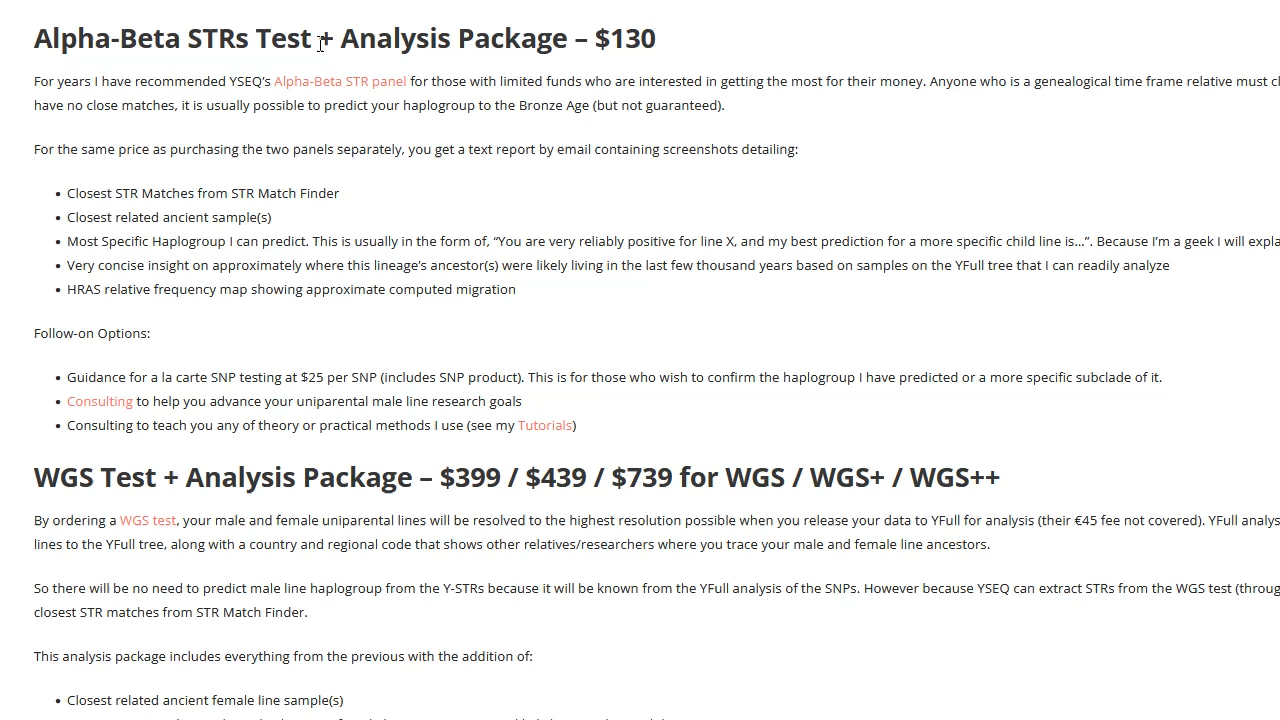 Alpha-Beta STRs Test + Analysis Package – $130
For years I have recommended YSEQ’s Alpha-Beta STR panel for those with limited funds who are interested in getting the most for their money. Anyone who is a genealogical time frame relative must
have no close matches, it is usually possible to predict your haplogroup to the Bronze Age (but not guaranteed).
For the same price as purchasing the two panels separately, you get a text report by email containing screenshots detailing:
• Closest STR Matches from STR Match Finder
• Closest related ancient sample(s)
• Most Specific Haplogroup I can predict. This is usually in the form of, “You are very reliably positive for line X, and my best prediction for a more specific child line is…”. Because I’m a geek I will
• Very concise insight on approximately where this lineage’s ancestor(s) were likely living in the last few thousand years based on samples on the YFull tree that I can readily analyze
• HRAS relative frequency map showing approximate computed migration
Follow-on Options:
• Guidance for a la carte SNP testing at $25 per SNP (includes SNP product). This is for those who wish to confirm the haplogroup I have predicted or a more specific subclade of it.
• Consulting to help you advance your uniparental male line research goals
• Consulting to teach you any of theory or practical methods I use (see my Tutorials)
WGS Test + Analysis Package – $399 / $439 / $739 for WGS / WGS+ / WGS++
By ordering a WGS test, your male and female uniparental lines will be resolved to the highest resolution possible when you release your data to YFull for analysis (their €45 fee not covered). YFull
lines to the YFull tree, along with a country and regional code that shows other relatives/researchers where you trace your male and female line ancestors.
So there will be no need to predict male line haplogroup from the Y-STRs because it will be known from the YFull analysis of the SNPs. However because YSEQ can extract STRs from the WGS test
closest STR matches from STR Match Finder.
This analysis package includes everything from the previous with the addition of:
• Closest related ancient female line sample(s)